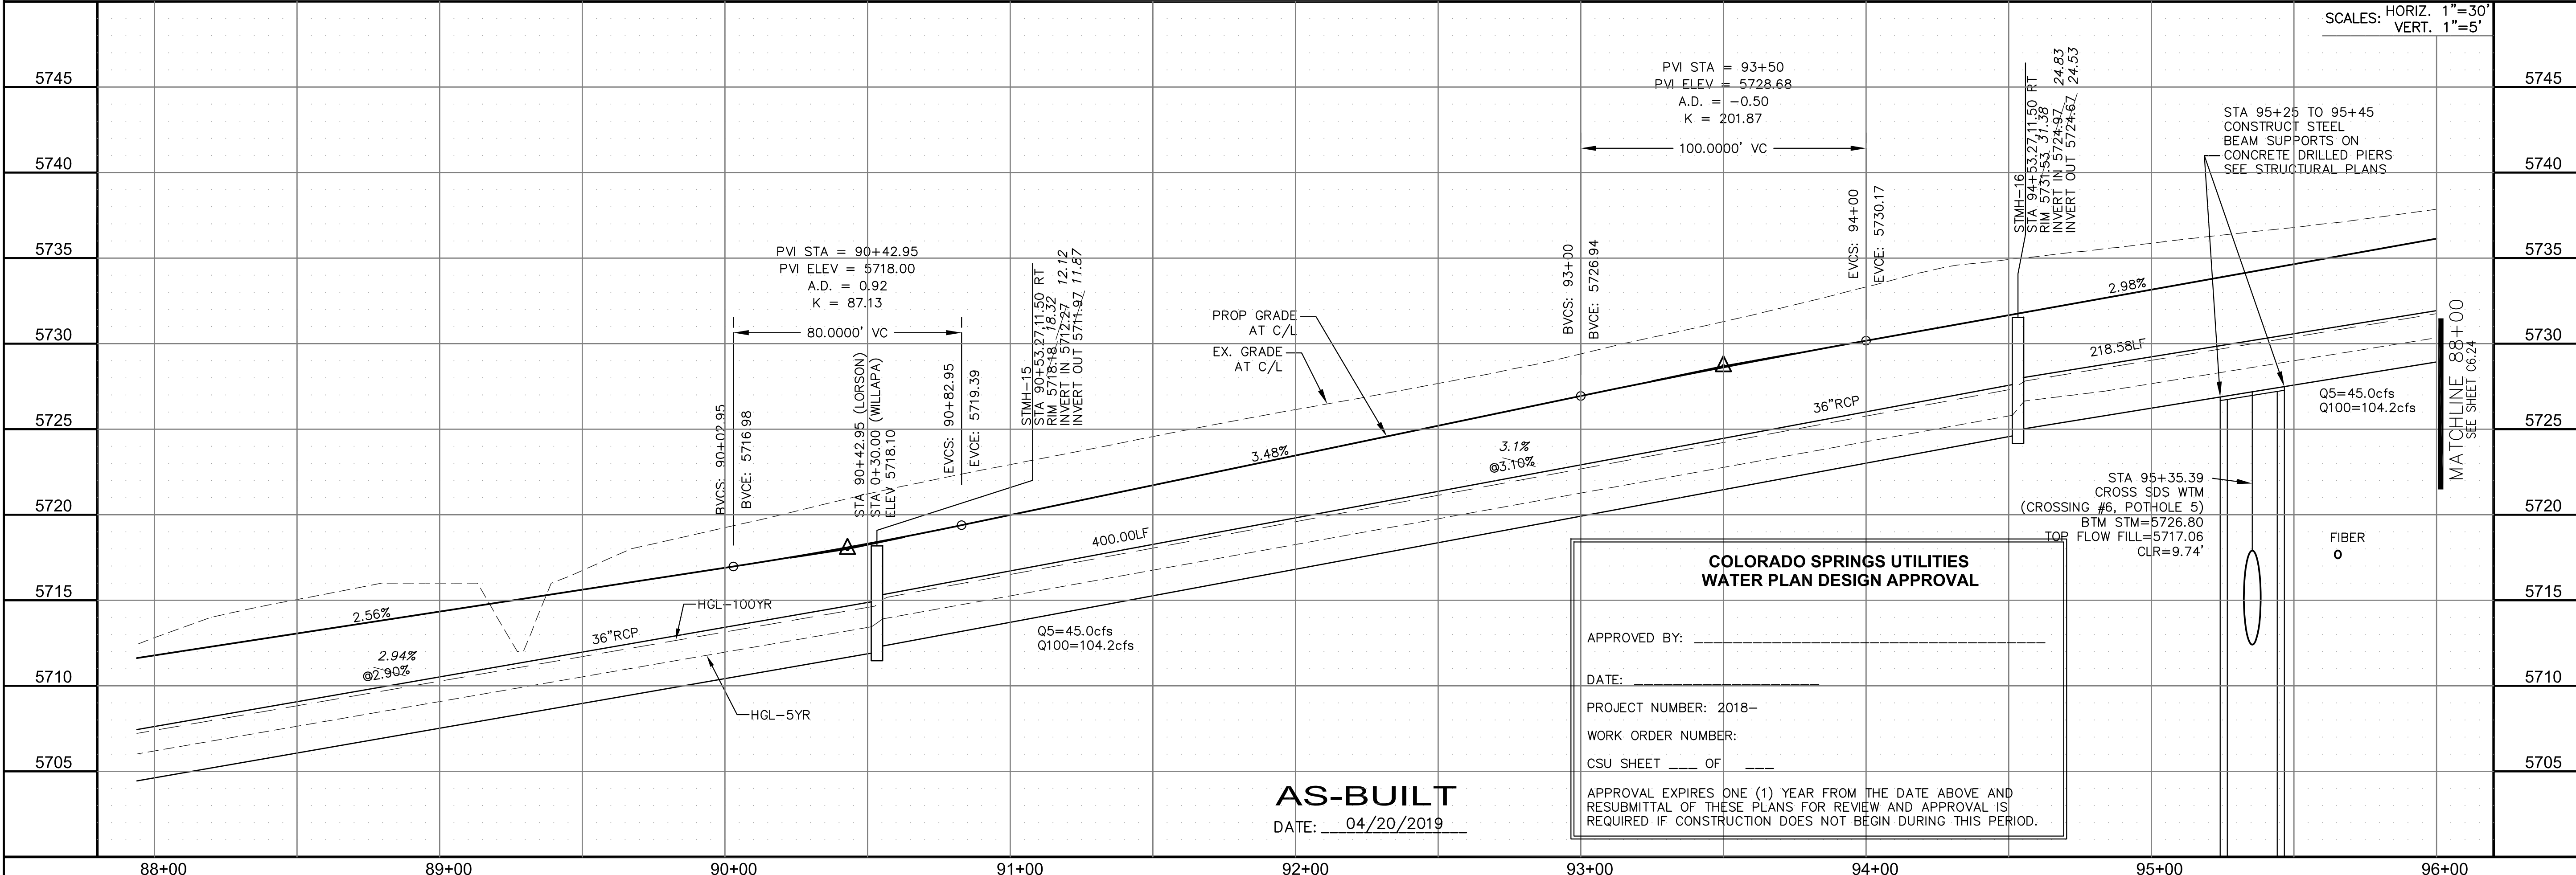 SCALES: HORIZ. 1"=30'
VERT. 1"=5'
5745
5740
5735
5730
5725
5720
5715
5710
5705
PVI STA = 90+42.95
PVI ELEV = 5718.00
A.D. = 0.92
K = 87.13
80.0000' VC
BVCS: 90+02.95
BVCE: 5716.98
STA 90+42.95 (LORSON)
STA 0+30.00 (WILLAPA)
ELEV 5718.10
EVCS: 90+82.95
EVCE: 5719.39
STMH-15
STA 90+53.27,11.50 RT
RIM 5718.18 18.32
INVERT IN 5712.27 12.12
INVERT OUT 5711.97 11.87
PROP GRADE
AT C/L
EX. GRADE
AT C/L
PVI STA = 93+50
PVI ELEV = 5728.68
A.D. = -0.50
K = 201.87
100.0000' VC
BVCS: 93+00
BVCE: 5726.94
EVCS: 94+00
EVCE: 5730.17
STMH-16
STA 94+53.27,11.50 RT
RIM 5731.53 31.38
INVERT IN 5724.97 24.83
INVERT OUT 5724.67 24.53
STA 95+25 TO 95+45
CONSTRUCT STEEL
BEAM SUPPORTS ON
CONCRETE DRILLED PIERS
SEE STRUCTURAL PLANS
2.56%
3.48%
2.98%
36"RCP
2.94%
@2.90%
HGL-100YR
HGL-5YR
400.00LF
Q5=45.0cfs
Q100=104.2cfs
3.1%
@3.10%
36"RCP
218.58LF
Q5=45.0cfs
Q100=104.2cfs
MATCHLINE 88+00
SEE SHEET C6.24
STA 95+35.39
CROSS SDS WTM
(CROSSING #6, POTHOLE 5)
BTM STM=5726.80
TOP FLOW FILL=5717.06
CLR=9.74'
FIBER
COLORADO SPRINGS UTILITIES
WATER PLAN DESIGN APPROVAL
APPROVED BY:
DATE:
PROJECT NUMBER: 2018-
WORK ORDER NUMBER:
CSU SHEET ___ OF ___
APPROVAL EXPIRES ONE (1) YEAR FROM THE DATE ABOVE AND
RESUBMITTAL OF THESE PLANS FOR REVIEW AND APPROVAL IS
REQUIRED IF CONSTRUCTION DOES NOT BEGIN DURING THIS PERIOD.
AS-BUILT
DATE: 04/20/2019
5745
5740
5735
5730
5725
5720
5715
5710
5705
88+00 89+00 90+00 91+00 92+00 93+00 94+00 95+00 96+00